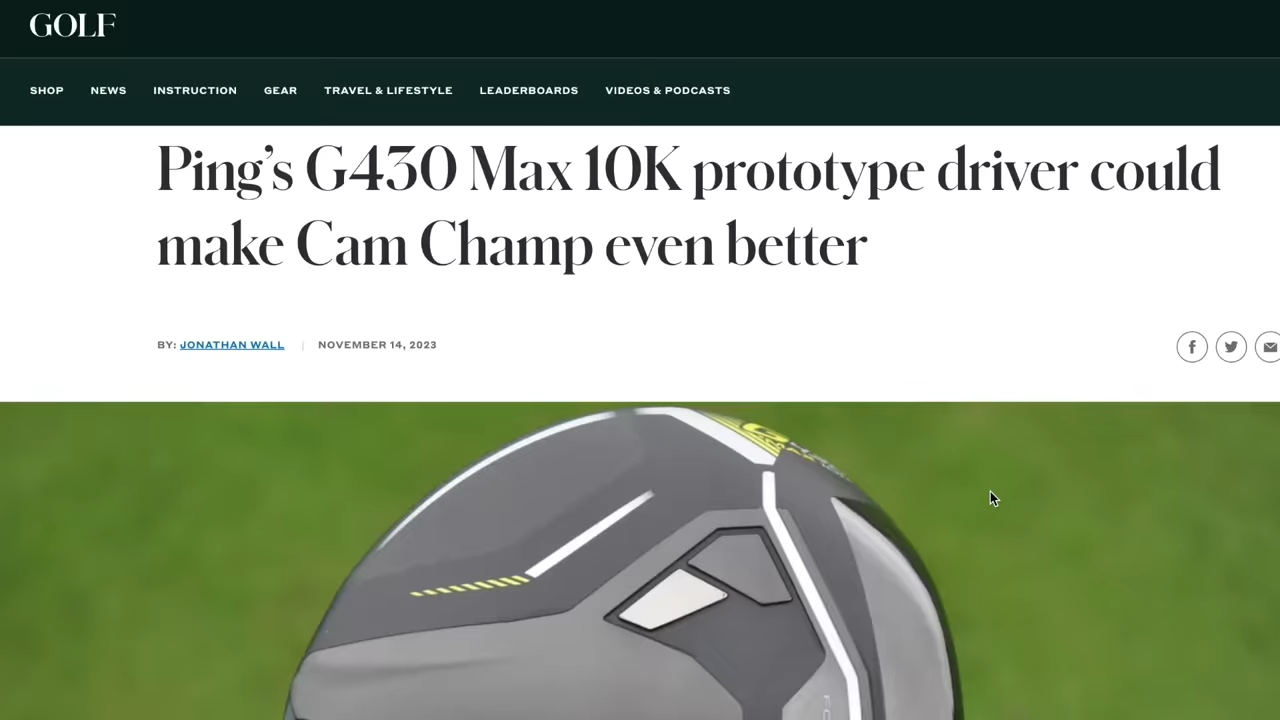 GOLF
SHOP NEWS INSTRUCTION GEAR TRAVEL & LIFESTYLE LEADERBOARDS VIDEOS & PODCASTS
Ping's G430 Max 10K prototype driver could
make Cam Champ even better
BY: JONATHAN WALL | NOVEMBER 14, 2023